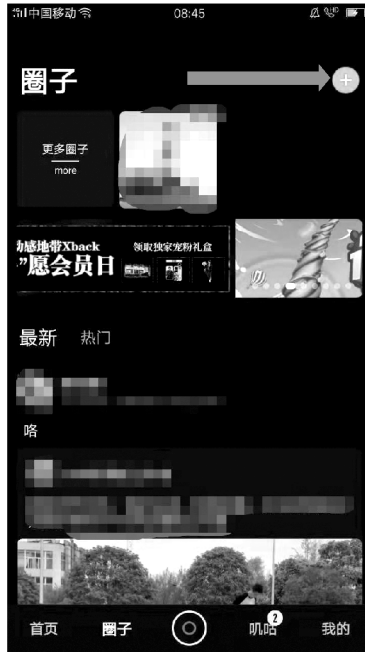 中国移动
08:45
圈子
更多圈子
more
动感地带Xback
领取独家宠粉礼盒
”愿会员日
最新
热门
咯
首页
圈子
叽咕
2
我的